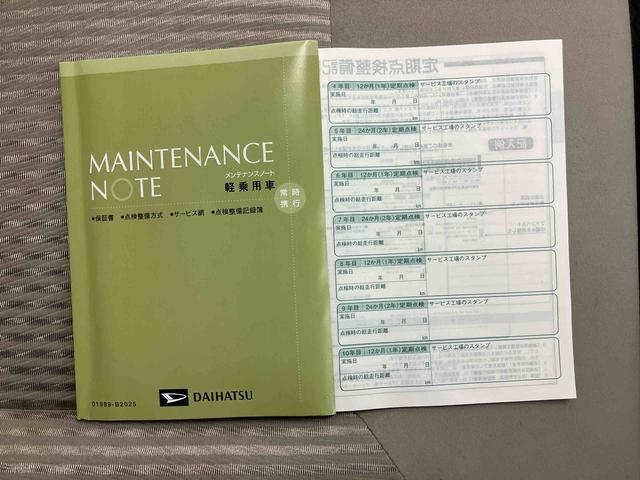 MAINTENANCE
NOTE
メンテナンスノート
軽乗用車
常時
携行
●保証書 ●点検整備方式 ●サービス網 ●点検整備記録簿
DAIHATSU
01989-B2025
定期点検整備記
記入例
4年目 12か月(1年)定期点検 サービス工場のスタンプ
実施日
年 月 日
点検時の総走行距離
km
5年目 24か月(2年)定期点検 サービス工場のスタンプ
実施日
年 月 日
点検時の総走行距離
km
6年目 12か月(1年)定期点検 サービス工場のスタンプ
実施日
年 月 日
点検時の総走行距離
km
7年目 24か月(2年)定期点検 サービス工場のスタンプ
実施日
年 月 日
点検時の総走行距離
km
8年目 12か月(1年)定期点検 サービス工場のスタンプ
実施日
年 月 日
点検時の総走行距離
km
9年目 24か月(2年)定期点検 サービス工場のスタンプ
実施日
年 月 日
点検時の総走行距離
km
10年目 12か月(1年)定期点検 サービス工場のスタンプ
実施日
年 月 日
点検時の総走行距離
km